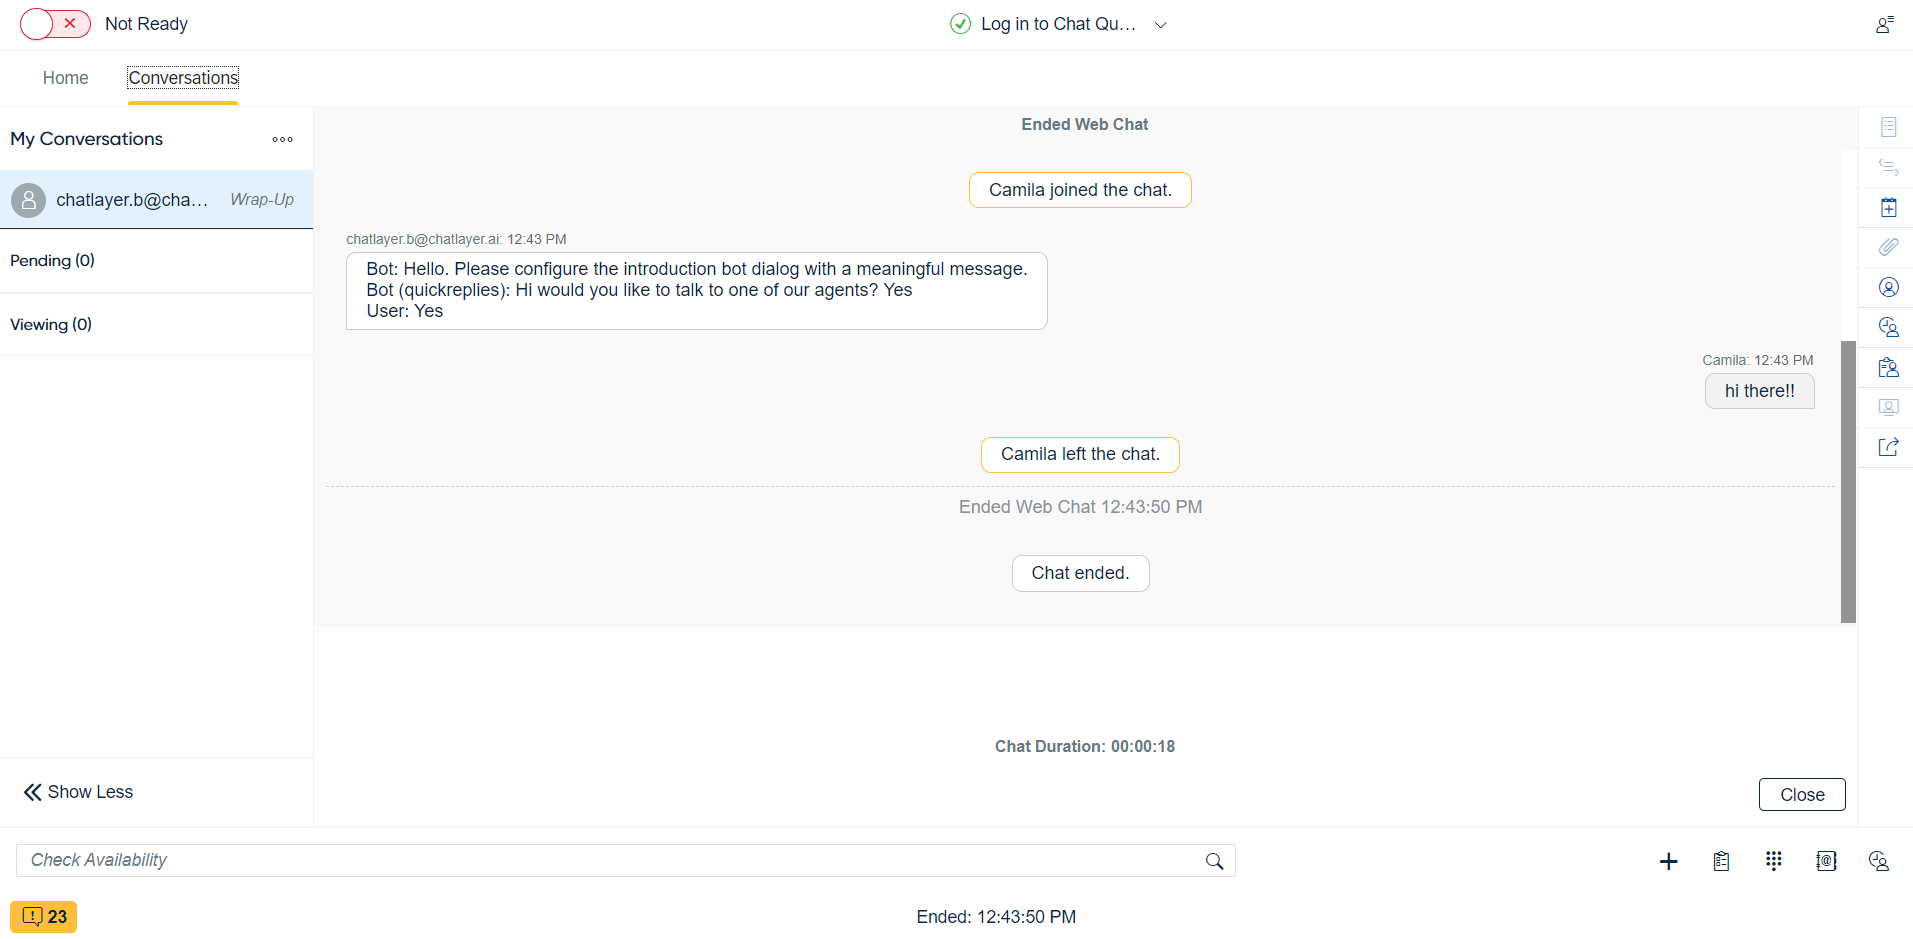 Not Ready
Log in to Chat Qu...
Home
Conversations
My Conversations
chatlayer.b@cha...
Wrap-Up
Pending (0)
Viewing (0)
Show Less
Ended Web Chat
Camila joined the chat.
chatlayer.b@chatlayer.ai: 12:43 PM
Bot: Hello. Please configure the introduction bot dialog with a meaningful message.
Bot (quickreplies): Hi would you like to talk to one of our agents? Yes
User: Yes
Camila: 12:43 PM
hi there!!
Camila left the chat.
Ended Web Chat 12:43:50 PM
Chat ended.
Chat Duration: 00:00:18
Close
Check Availability
23
Ended: 12:43:50 PM